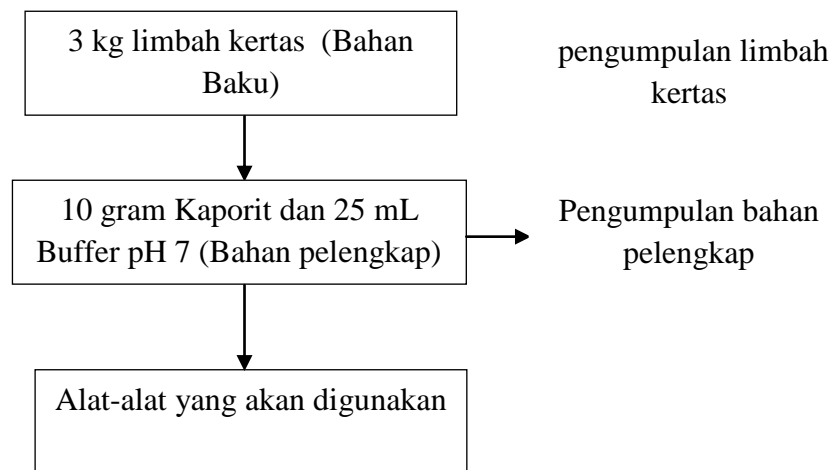 3 kg limbah kertas (Bahan
Baku)
pengumpulan limbah
kertas
10 gram Kaporit dan 25 mL
Buffer pH 7 (Bahan pelengkap)
Pengumpulan bahan
pelengkap
Alat-alat yang akan digunakan